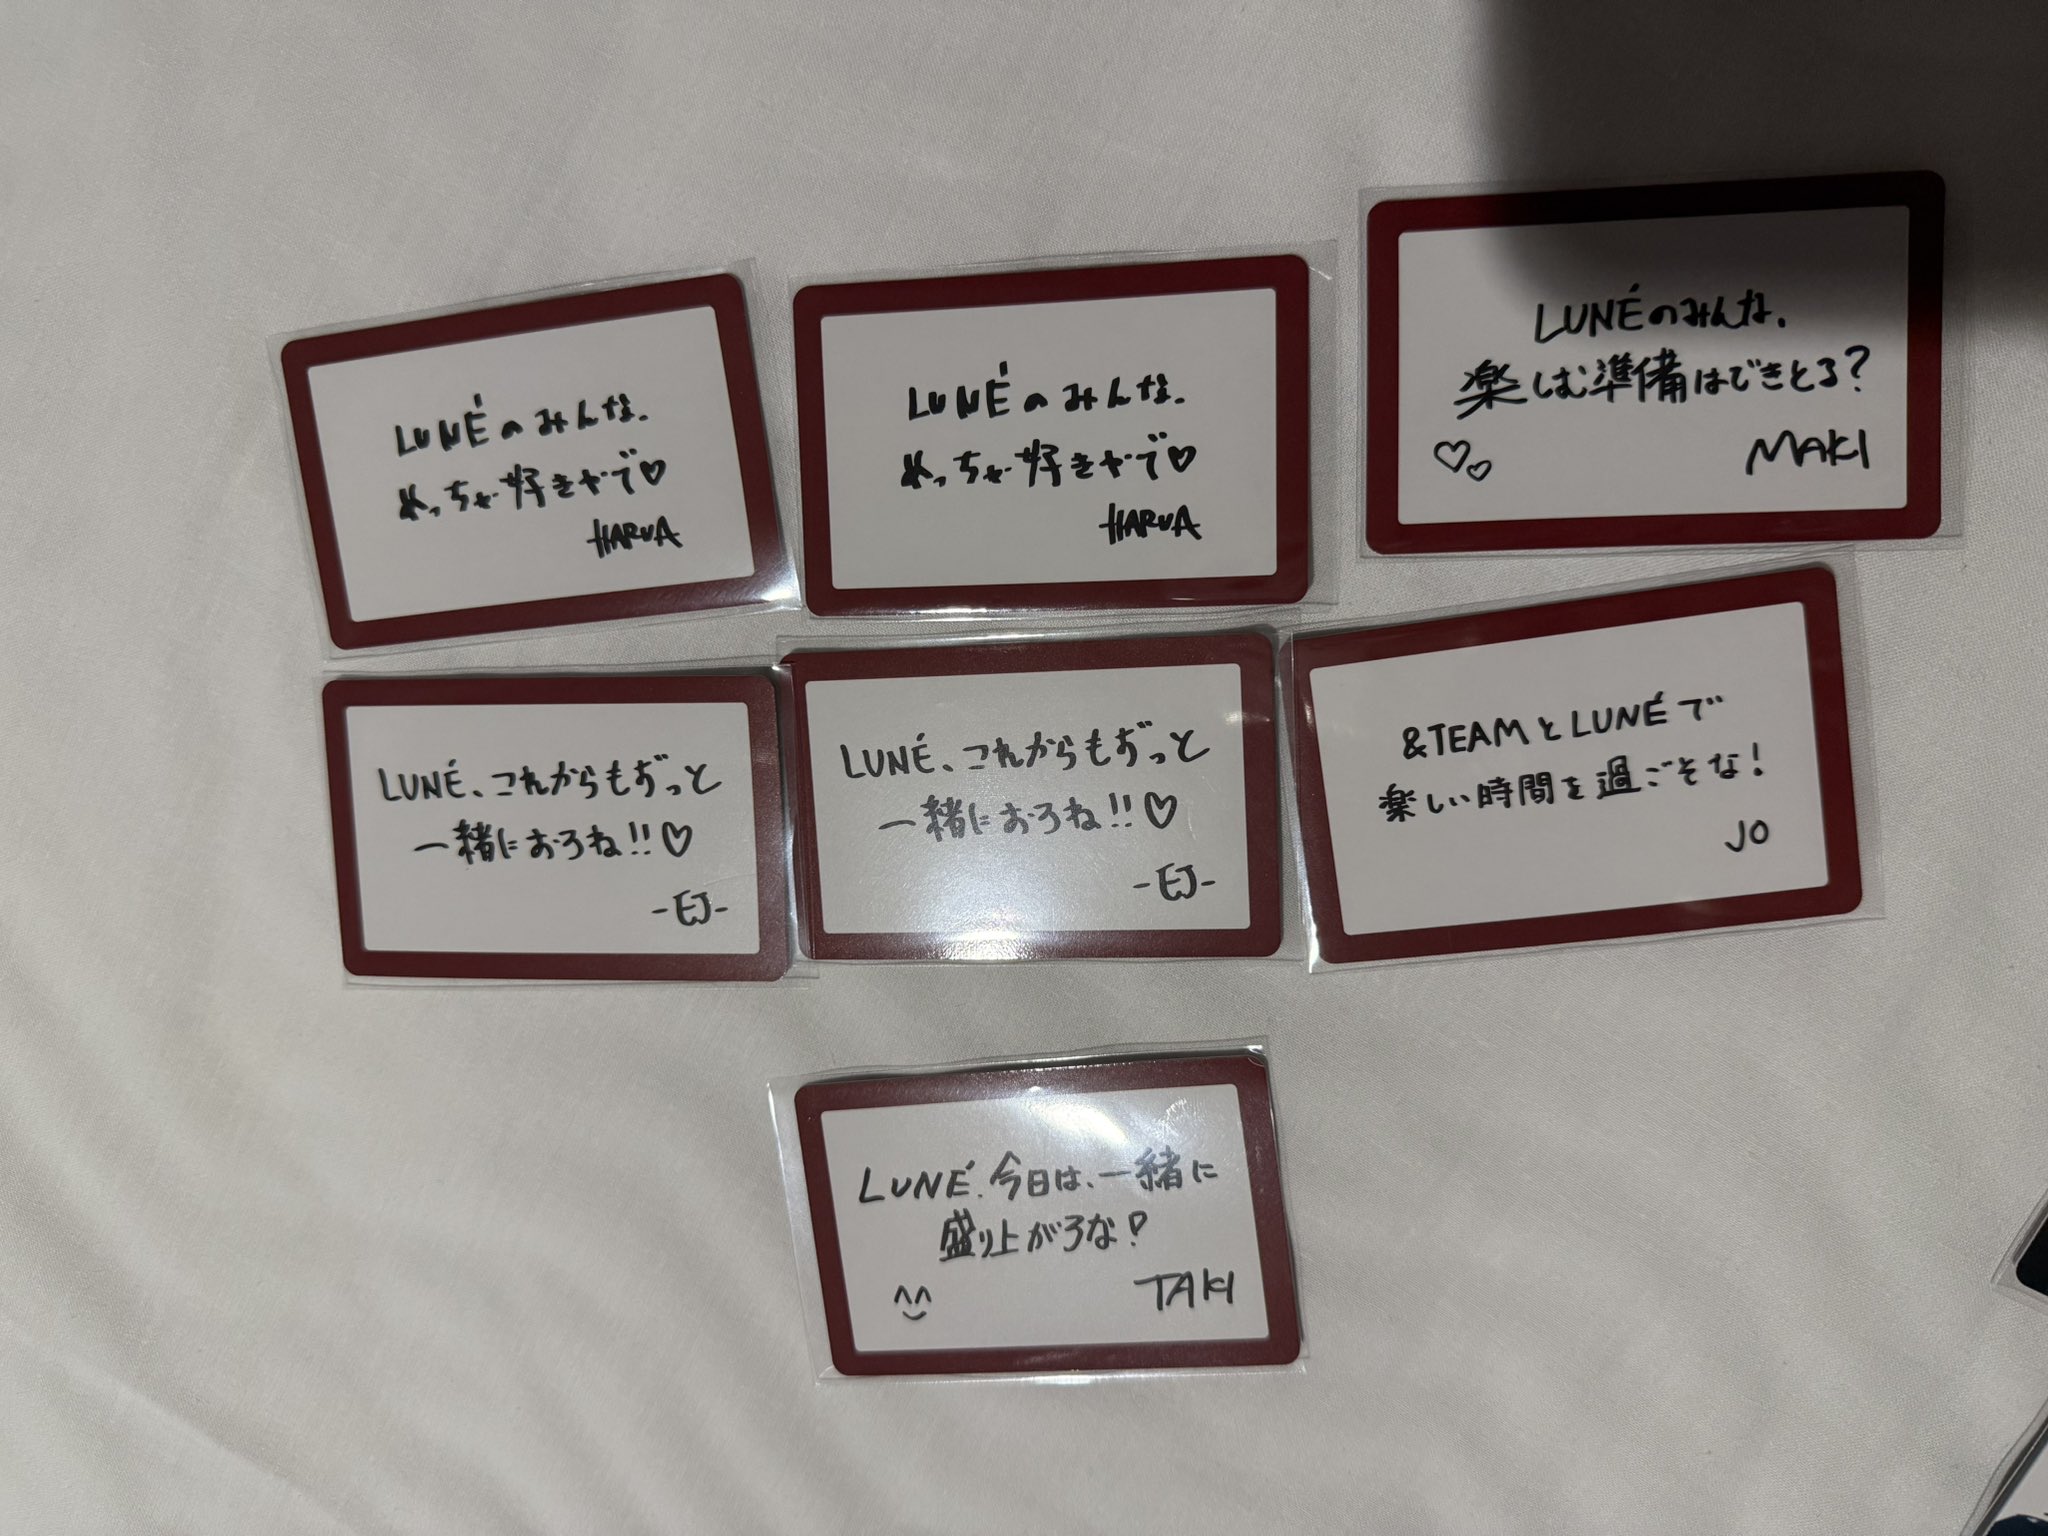 LUNÉのみんな、
めっちゃ好きやで♡
HARUA
LUNÉのみんな、
めっちゃ好きやで♡
HARUA
LUNÉのみんな、
楽しむ準備はできとる?
♡♡ MAKI
LUNÉ、これからもずっと
一緒におろね!!♡
-EJ-
LUNÉ、これからもずっと
一緒におろね!!♡
-EJ-
&TEAMとLUNÉで
楽しい時間を過ごそな!
JO
LUNÉ、今日は、一緒に
盛り上がろな!
^^ TAKI